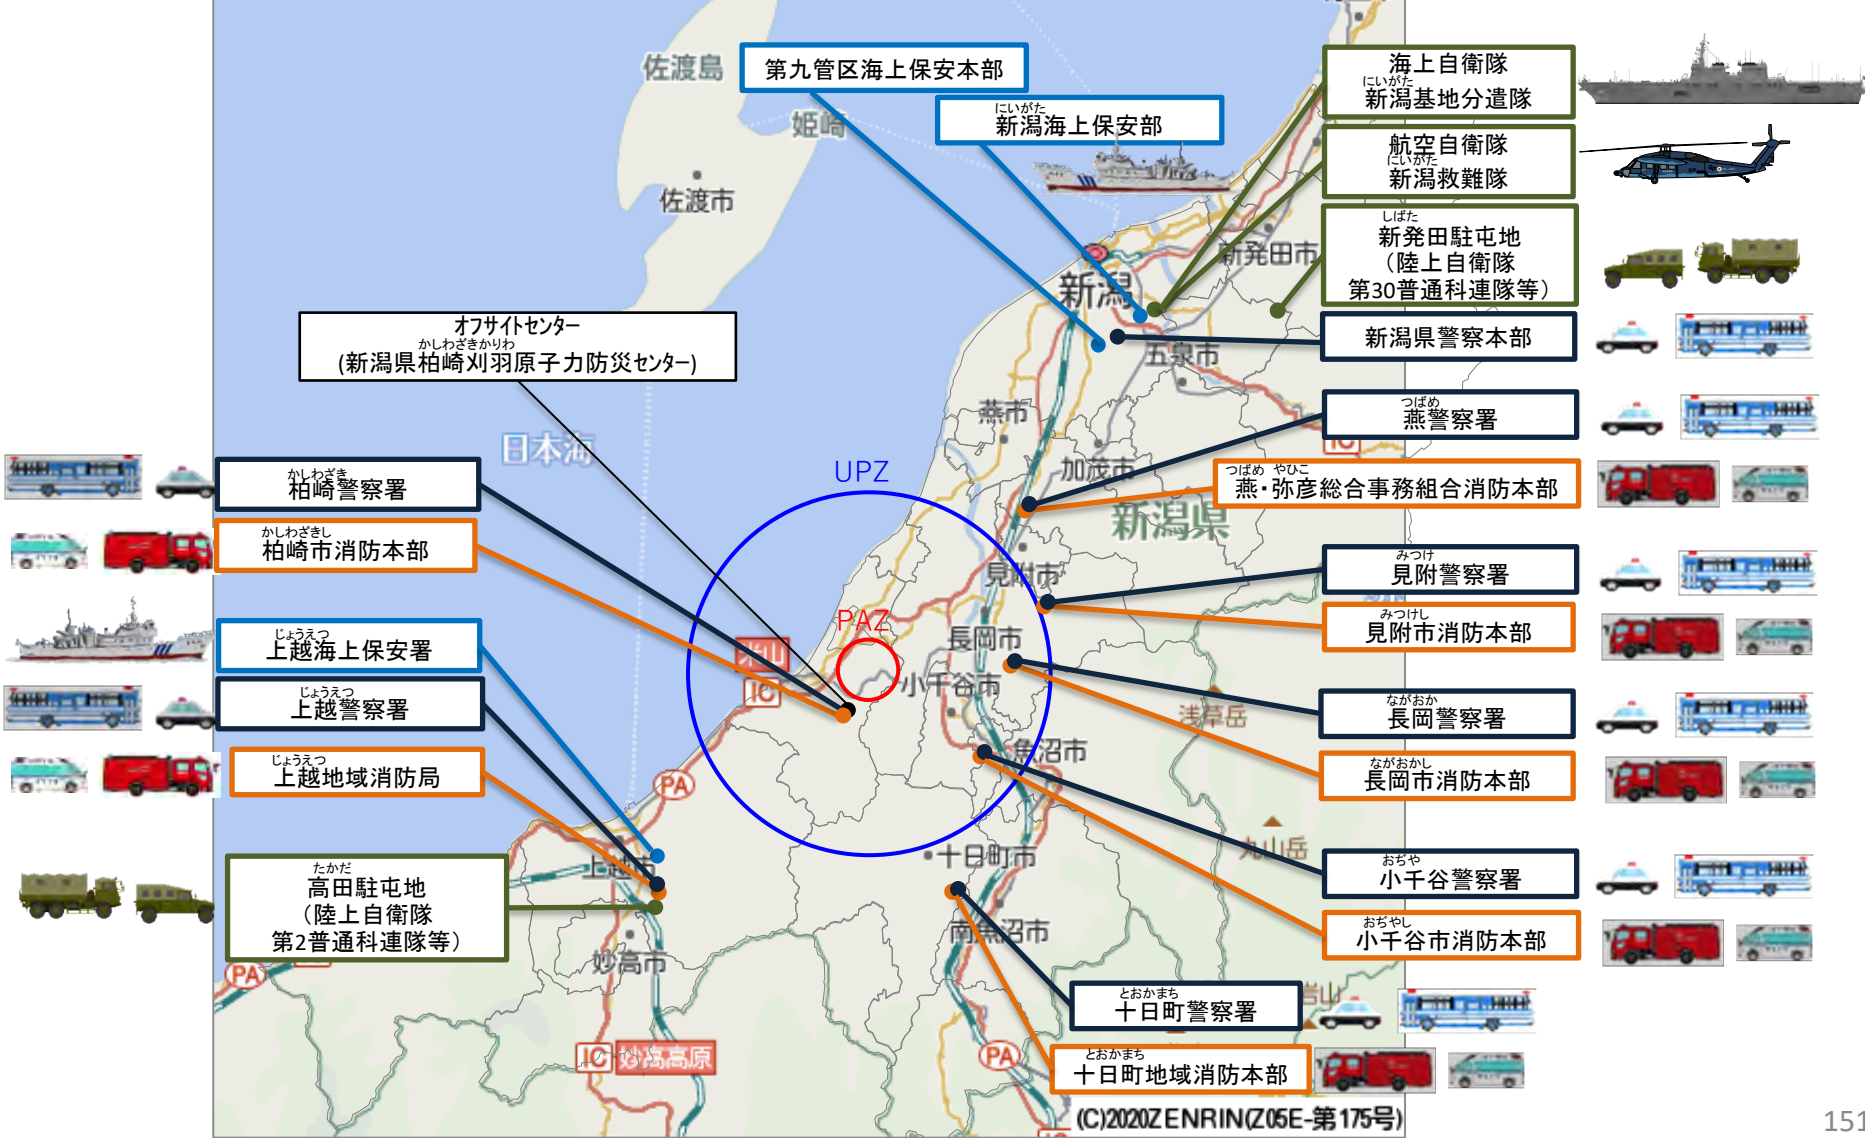 佐渡島
第九管区海上保安本部
海上自衛隊
にいがた
新潟基地分遣隊
にいがた
新潟海上保安部
姫崎
航空自衛隊
にいがた
新潟救難隊
佐渡市
しばた
新発田駐屯地
(陸上自衛隊
第30普通科連隊等)
新発田市
新潟
オフサイトセンター
かしわざきかりわ
(新潟県柏崎刈羽原子力防災センター)
新潟県警察本部
五泉市
つばめ
燕警察署
燕市
IC
日本海
加茂市
UPZ
つばめ やひこ
燕・弥彦総合事務組合消防本部
かしわざき
柏崎警察署
新潟県
かしわざきし
柏崎市消防本部
みつけ
見附警察署
見附市
PAZ
みつけし
見附市消防本部
じょうえつ
上越海上保安署
長岡市
米山
IC
小千谷市
じょうえつ
上越警察署
ながおか
長岡警察署
浅草岳
魚沼市
じょうえつ
上越地域消防局
PA
ながおかし
長岡市消防本部
丸山岳
十日町市
上越市
おぢや
小千谷警察署
たかだ
高田駐屯地
(陸上自衛隊
第2普通科連隊等)
おぢやし
小千谷市消防本部
南魚沼市
妙高市
PA
とおかまち
十日町警察署
岩山
IC
妙高高原
PA
とおかまち
十日町地域消防本部
(C)2020ZENRIN(Z05E-第175号)
IC
151